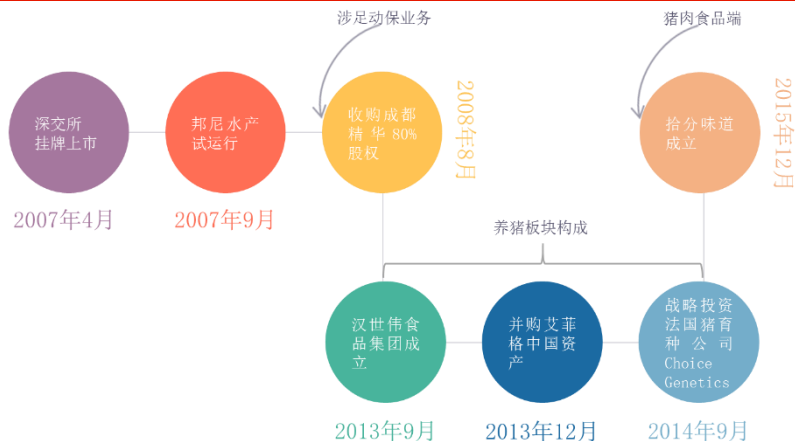 涉足动保业务
猪肉食品端
深交所
挂牌上市
邦尼水产
试运行
收购成都
精华80%
股权
2008年8月
拾分味道
成立
2015年12月
2007年4月
2007年9月
养猪板块构成
汉世伟食
品集团成
立
并购艾菲
格中国资
产
战略投资
法国猪育
种公司
Choice
Genetics
2013年9月
2013年12月
2014年9月